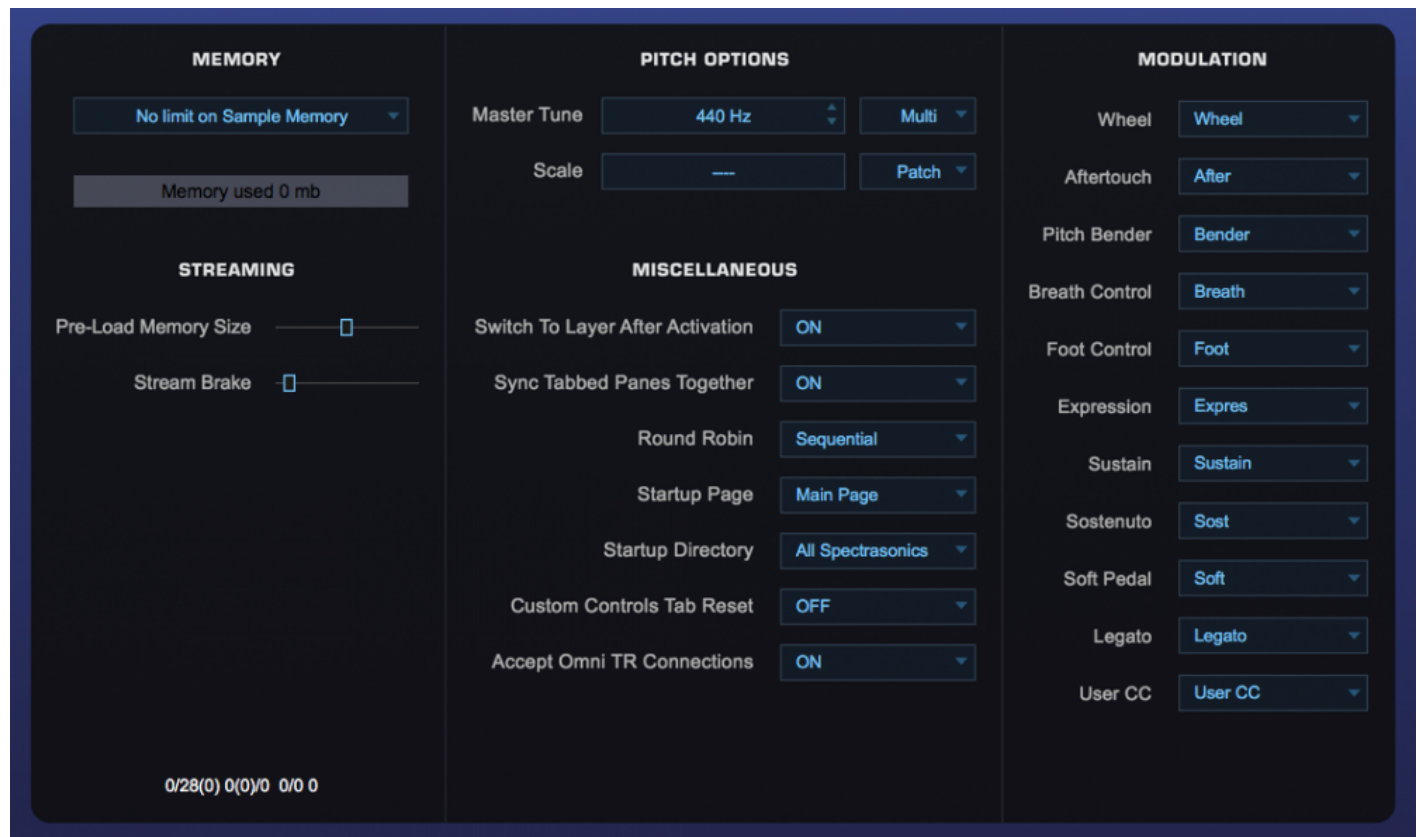 MEMORY
No limit on Sample Memory
Memory used 0 mb
STREAMING
Pre-Load Memory Size
Stream Brake
0/28(0) 0(0)/0 0/0 0
PITCH OPTIONS
Master Tune 440 Hz Multi
Scale ---- Patch
MISCELLANEOUS
Switch To Layer After Activation ON
Sync Tabbed Panes Together ON
Round Robin Sequential
Startup Page Main Page
Startup Directory All Spectrasonics
Custom Controls Tab Reset OFF
Accept Omni TR Connections ON
MODULATION
Wheel Wheel
Aftertouch After
Pitch Bender Bender
Breath Control Breath
Foot Control Foot
Expression Expres
Sustain Sustain
Sostenuto Sost
Soft Pedal Soft
Legato Legato
User CC User CC